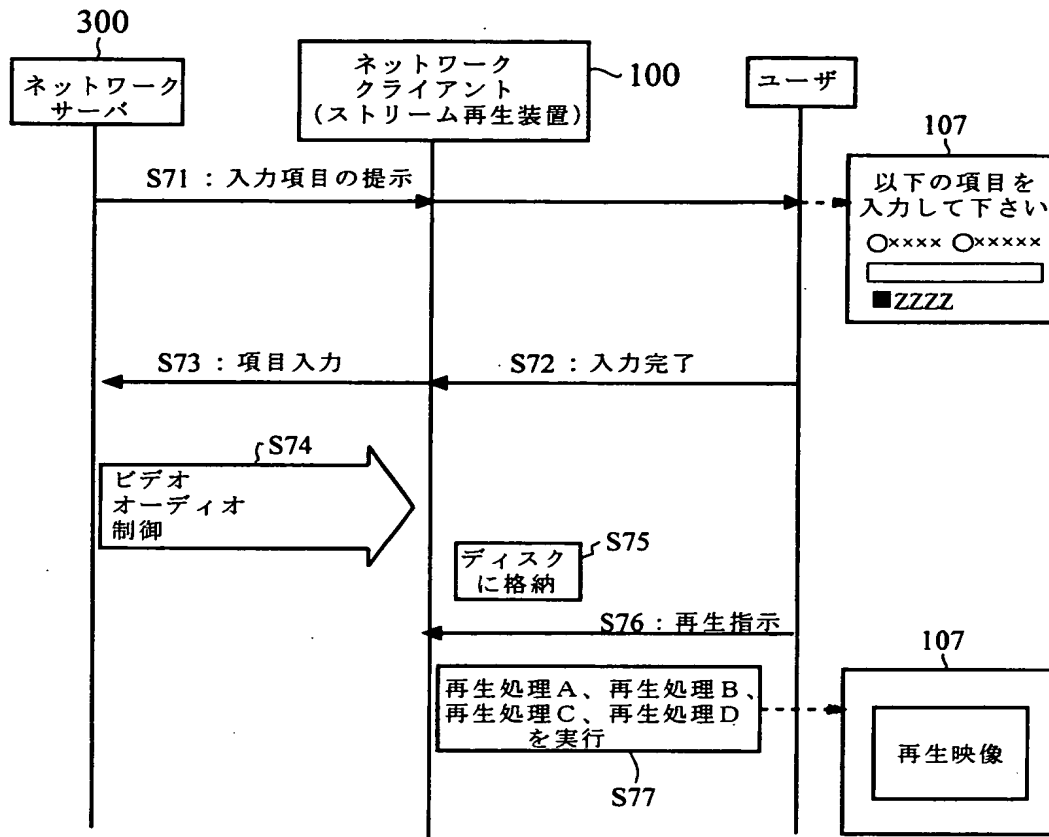 300
ネットワーク
サーバ
ネットワーク
クライアント
(ストリーム再生装置)
100
ユーザ
107
以下の項目を
入力して下さい
○×××× ○×××××
■ZZZZ
S71：入力項目の提示
S73：項目入力
S72：入力完了
S74
ビデオ
オーディオ
制御
S75
ディスク
に格納
S76：再生指示
107
再生処理A、再生処理B、
再生処理C、再生処理D
を実行
S77
再生映像